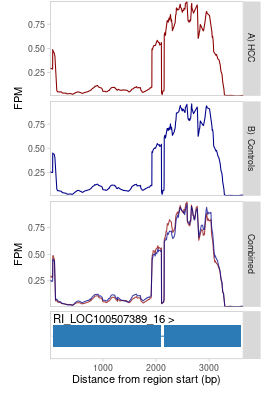 0.75
0.50
0.25
FPM
A) HCC
0.75
0.50
0.25
FPM
B) Controls
0.75
0.50
0.25
FPM
Combined
RI_LOC100507389_16 >
1000
2000
3000
Distance from region start (bp)